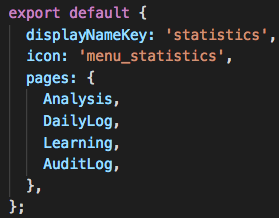 export default {
  displayNameKey: 'statistics',
  icon: 'menu_statistics',
  pages: {
    Analysis,
    DailyLog,
    Learning,
    AuditLog,
  },
};